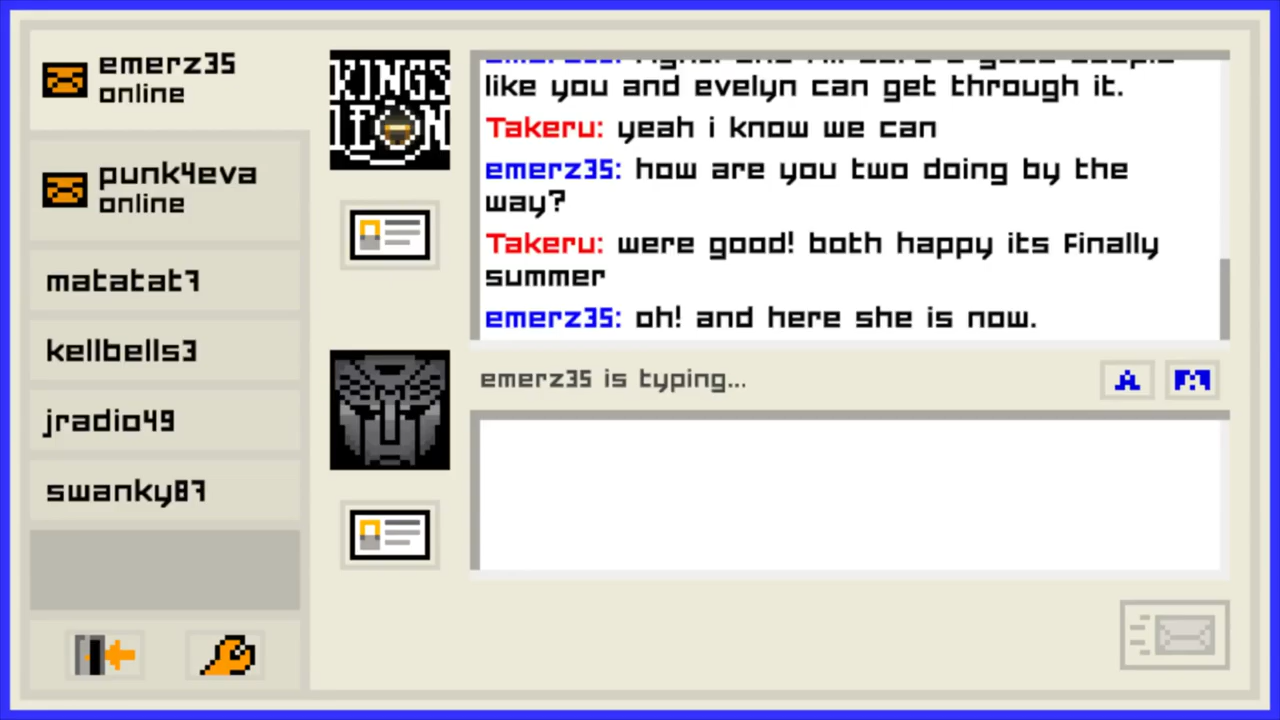 emerz35
online
punk4eva
online
matatat7
kellbells3
jradio49
swanky87
KINGS
LEON
like you and evelyn can get through it.
Takeru: yeah i know we can
emerz35: how are you two doing by the
way?
Takeru: were good! both happy its finally
summer
emerz35: oh! and here she is now.
emerz35 is typing...
A